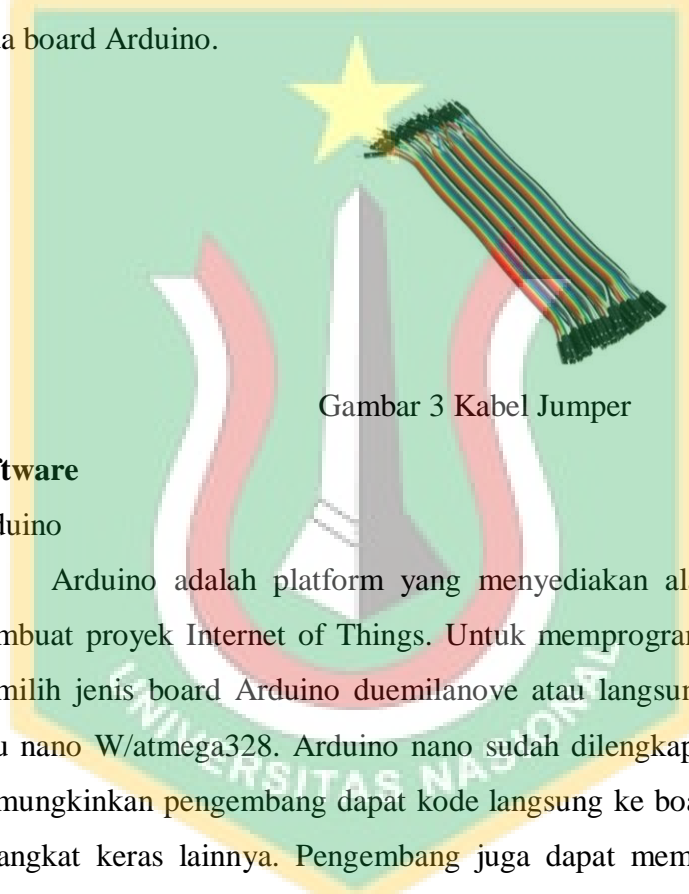 a board Arduino.
Gambar 3 Kabel Jumper
ftware
duino
Arduino adalah platform yang menyediakan al
mbuat proyek Internet of Things. Untuk memprogram
milih jenis board Arduino duemilanove atau langsun
u nano W/atmega328. Arduino nano sudah dilengkap
mungkinkan pengembang dapat kode langsung ke boa
angkat keras lainnya. Pengembang juga dapat mem
UNIVERSITAS NASIONAL